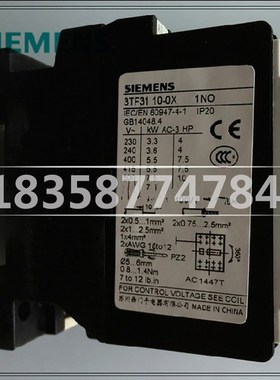 SIEMENS
SIEMENS
3TF31 10-0X 1NO
IEC/EN 60947-4-1 IP20
GB14048.4
V~ kW AC-3 HP
230 3.3 4
240 3.6 4
400 5.5 7.5
18358774784
2x0.5...1mm² 2x0.75...2.5mm²
2x1...2.5mm²
1x4mm²
2xAWG 16to12
PZ2
Ø5...6mm
0.8...1.4Nm
7 to 12 lb.in
360°
AC1447T
FOR CONTROL VOLTAGE SEE COIL
MADE IN CHINA